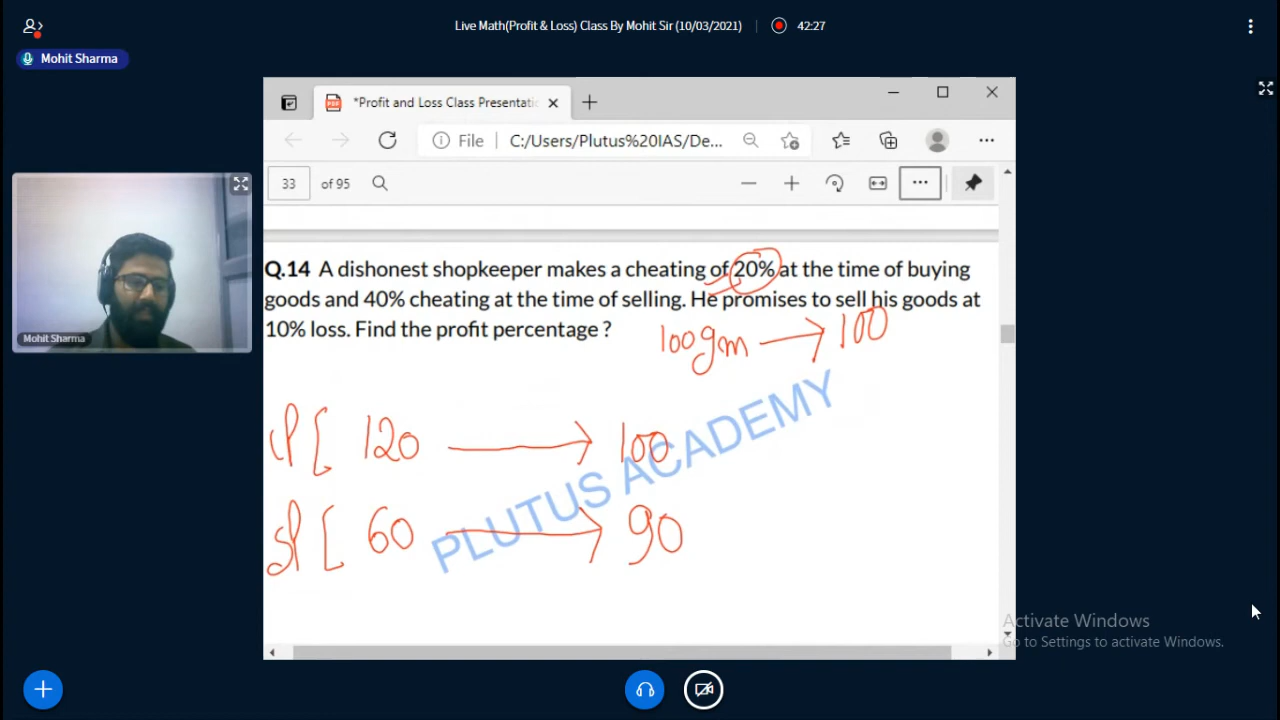 Live Math(Profit & Loss) Class By Mohit Sir (10/03/2021)
42:27
Mohit Sharma
*Profit and Loss Class Presentatic
File
C:/Users/Plutus%20IAS/De...
33
of 95
Q.14 A dishonest shopkeeper makes a cheating of 20% at the time of buying
goods and 40% cheating at the time of selling. He promises to sell his goods at
10% loss. Find the profit percentage ?
100gm → 100
Mohit Sharma
CP [ 120 → 100
SP [ 60 → 90
PLUTUS ACADEMY
Activate Windows
Go to Settings to activate Windows.